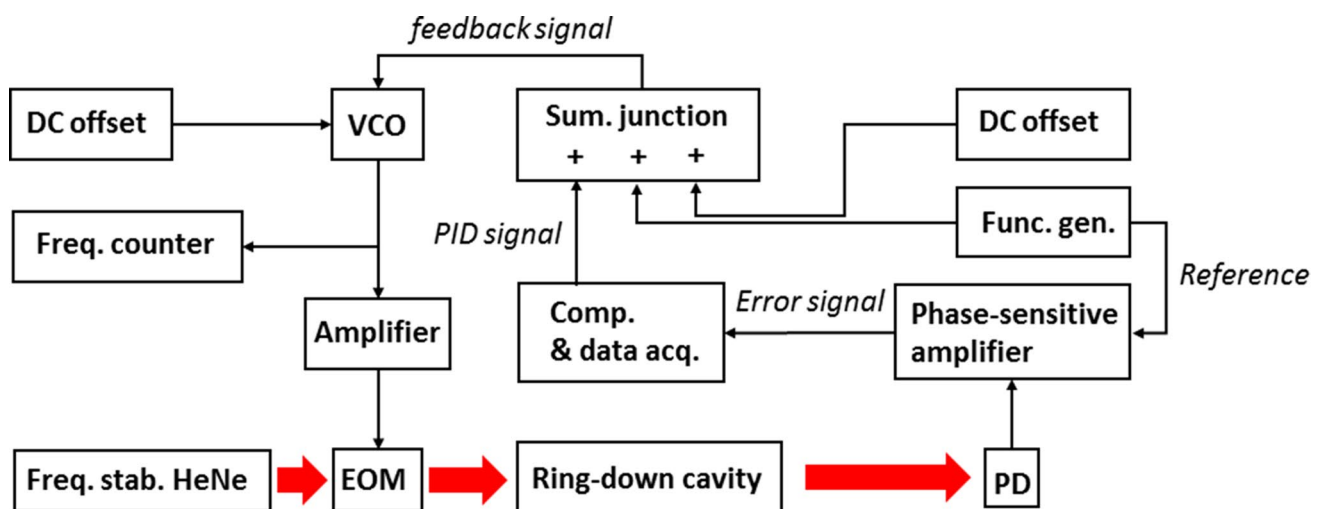 feedback signal
DC offset
VCO
Sum. junction
+ + +
DC offset
Freq. counter
PID signal
Func. gen.
Reference
Amplifier
Comp.
& data acq.
Error signal
Phase-sensitive
amplifier
Freq. stab. HeNe
EOM
Ring-down cavity
PD